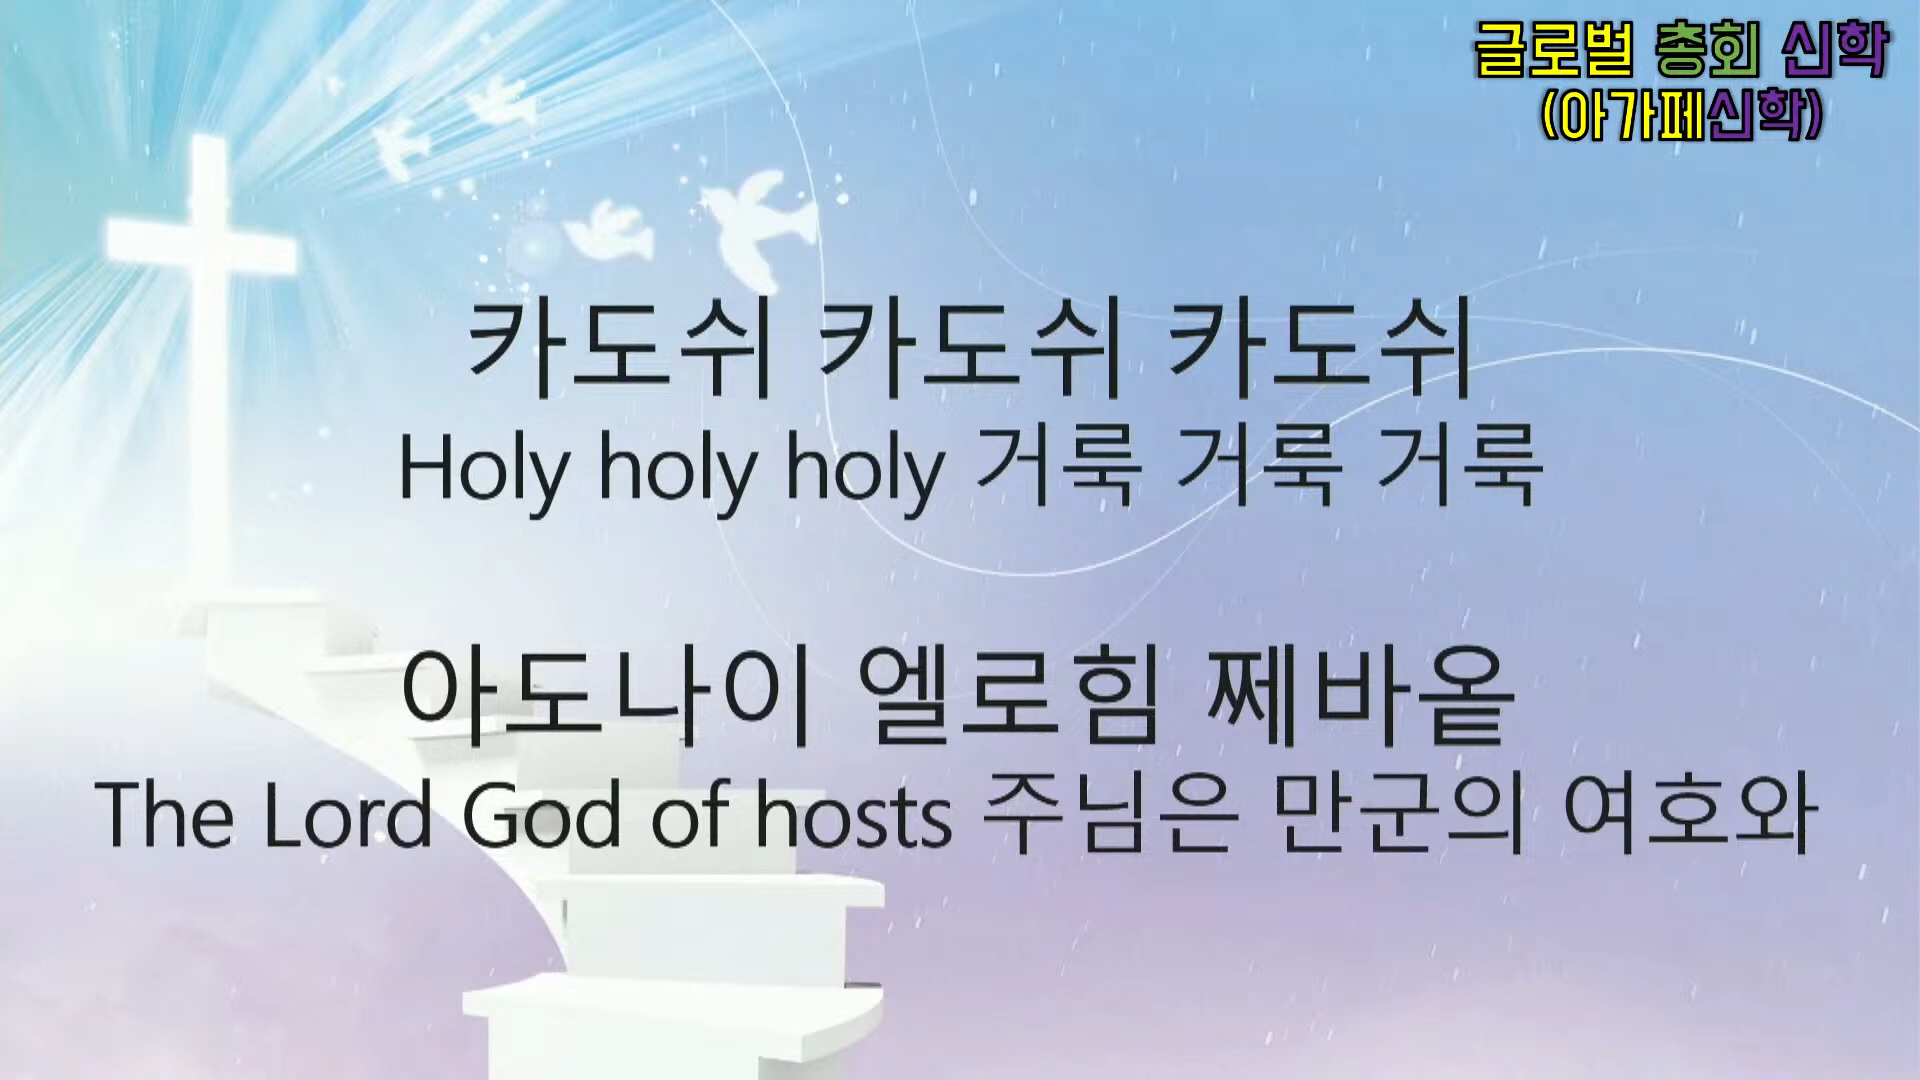 글로벌 총회 신학
(아가페신학)
카도쉬 카도쉬 카도쉬
Holy holy holy 거룩 거룩 거룩
아도나이 엘로힘 쩨바옽
The Lord God of hosts 주님은 만군의 여호와